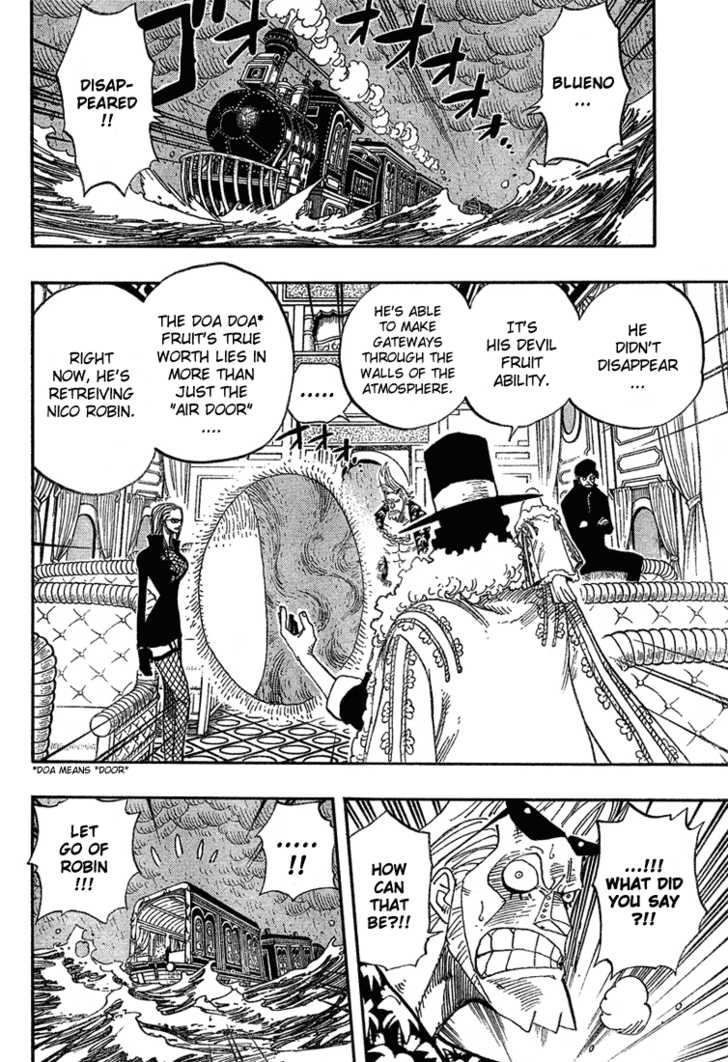 BLUENO
...
DISAP-
PEARED
!!
HE
DIDN'T
DISAPPEAR
...
IT'S
HIS DEVIL
FRUIT
ABILITY.
HE'S ABLE
TO MAKE
GATEWAYS
THROUGH THE
WALLS OF THE
ATMOSPHERE.
.....
THE DOA DOA*
FRUIT'S TRUE
WORTH LIES IN
MORE THAN
JUST THE
"AIR DOOR"
....
RIGHT
NOW, HE'S
RETREIVING
NICO ROBIN.
*DOA MEANS "DOOR"
...!!!
WHAT DID
YOU SAY
?!!
HOW
CAN
THAT
BE?!!
.....
!!
LET
GO OF
ROBIN
!!!